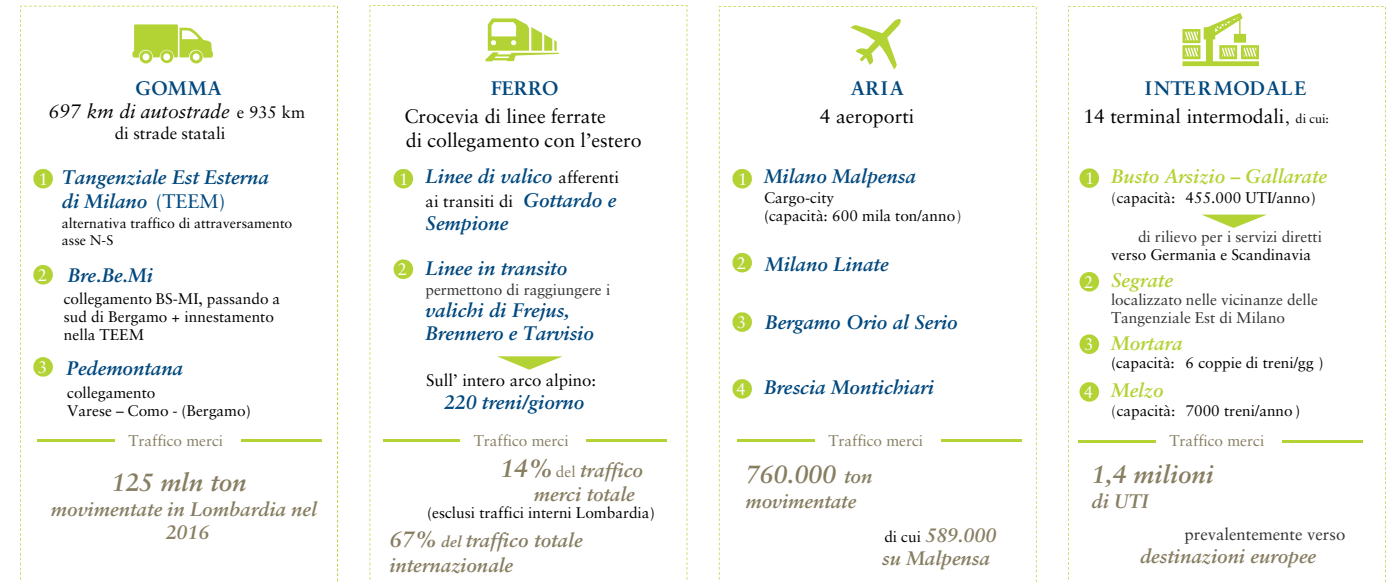 GOMMA
697 km di autostrade e 935 km
di strade statali
1 Tangenziale Est Esterna
di Milano (TEEM)
alternativa traffico di attraversamento
asse N-S
2 Bre.Be.Mi
collegamento BS-MI, passando a
sud di Bergamo + innestamento
nella TEEM
3 Pedemontana
collegamento
Varese – Como - (Bergamo)
Traffico merci
125 mln ton
movimentate in Lombardia nel
2016
FERRO
Crocevia di linee ferrate
di collegamento con l’estero
1 Linee di valico afferenti
ai transiti di Gottardo e
Sempione
2 Linee in transito
permettono di raggiungere i
valichi di Frejus,
Brennero e Tarvisio
Sull’ intero arco alpino:
220 treni/giorno
Traffico merci
14% del traffico
merci totale
(esclusi traffici interni Lombardia)
67% del traffico totale
internazionale
ARIA
4 aeroporti
1 Milano Malpensa
Cargo-city
(capacità: 600 mila ton/anno)
2 Milano Linate
3 Bergamo Orio al Serio
4 Brescia Montichiari
Traffico merci
760.000 ton
movimentate
di cui 589.000
su Malpensa
INTERMODALE
14 terminal intermodali, di cui:
1 Busto Arsizio – Gallarate
(capacità: 455.000 UTI/anno)
di rilievo per i servizi diretti
verso Germania e Scandinavia
2 Segrate
localizzato nelle vicinanze delle
Tangenziale Est di Milano
3 Mortara
(capacità: 6 coppie di treni/gg )
4 Melzo
(capacità: 7000 treni/anno)
Traffico merci
1,4 milioni
di UTI
prevalentemente verso
destinazioni europee